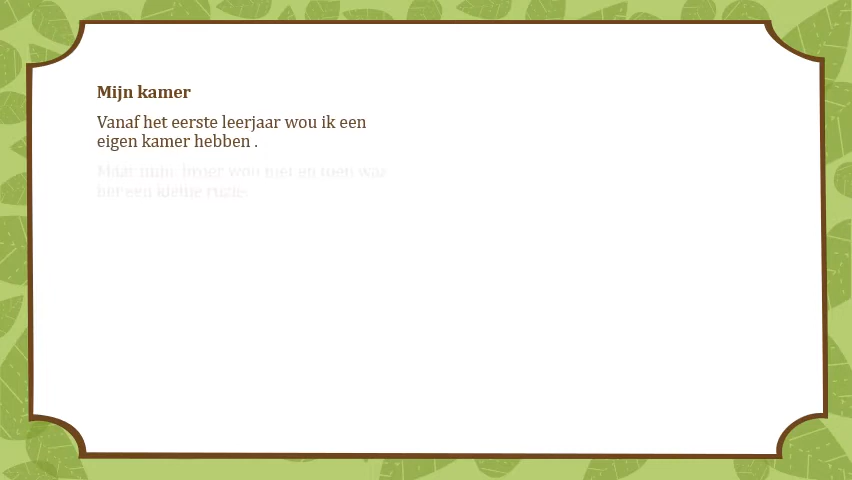 Mijn kamer
Vanaf het eerste leerjaar wou ik een
eigen kamer hebben .
Maar mijn broer wou niet en toen was
het een kleine ruzie.